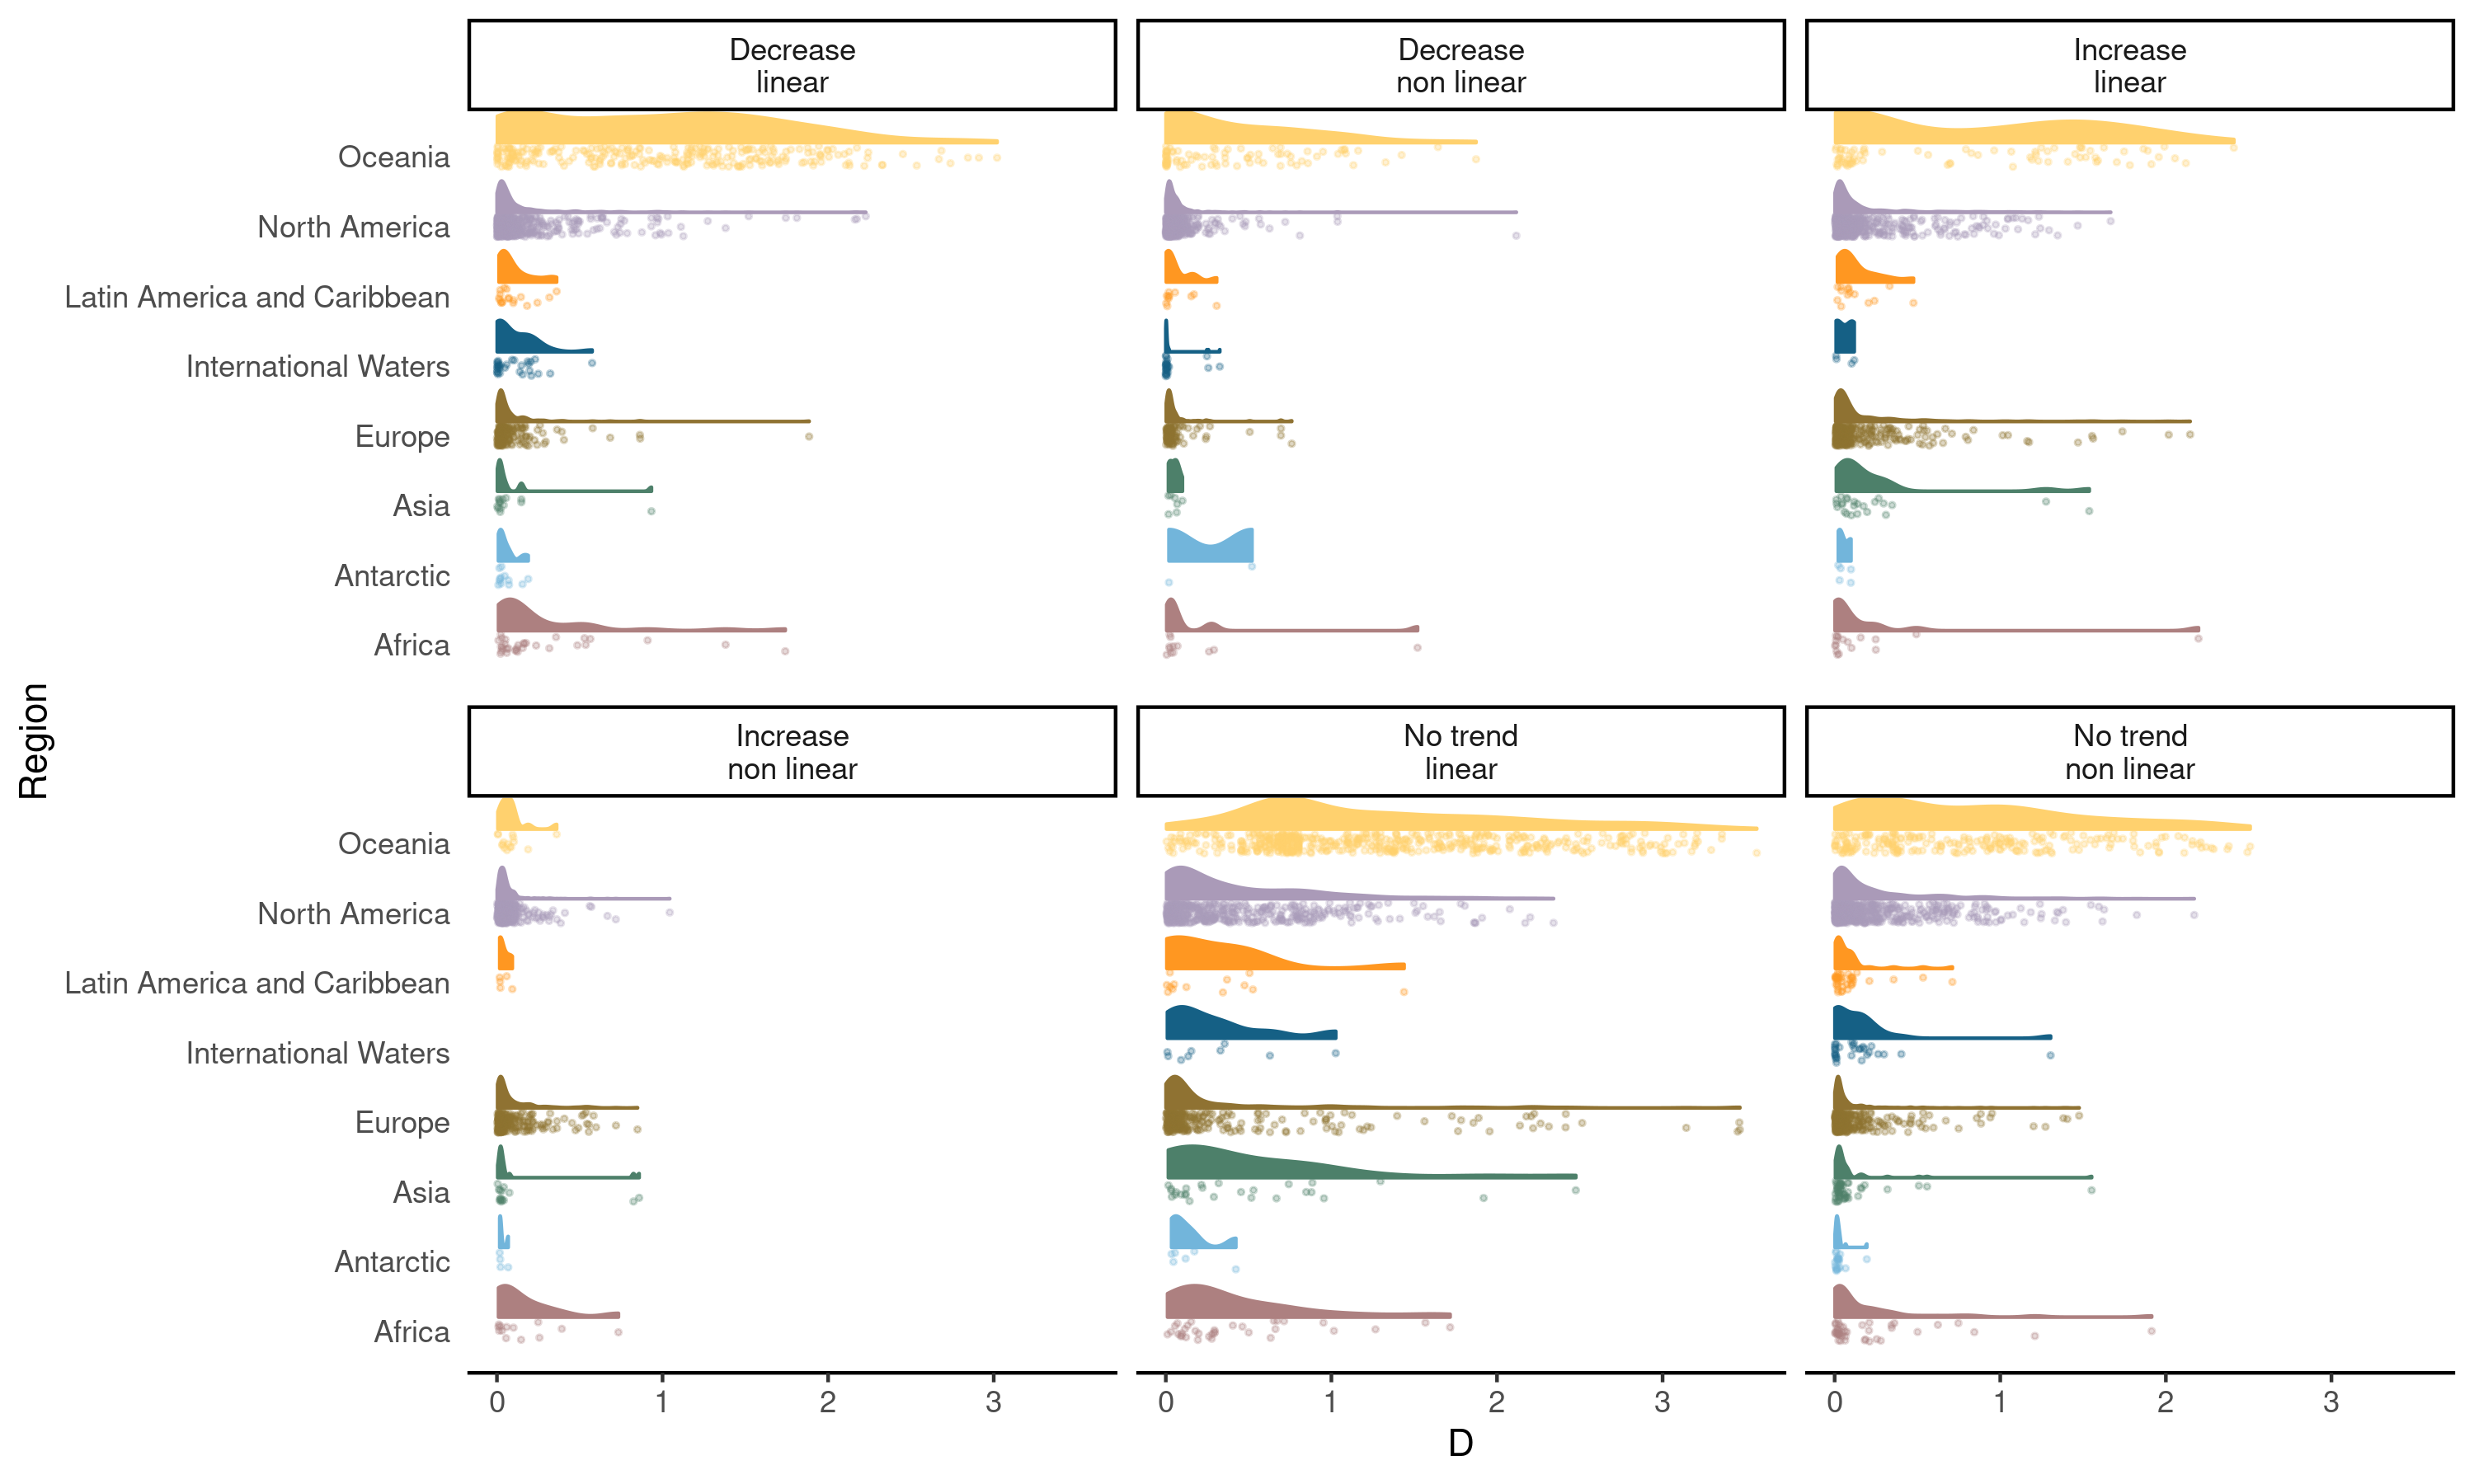 Decrease
linear
Decrease
non linear
Increase
linear
Oceania
North America
Latin America and Caribbean
International Waters
Europe
Asia
Antarctic
Africa
Region
Increase
non linear
No trend
linear
No trend
non linear
Oceania
North America
Latin America and Caribbean
International Waters
Europe
Asia
Antarctic
Africa
0 1 2 3
0 1 2 3
0 1 2 3
D